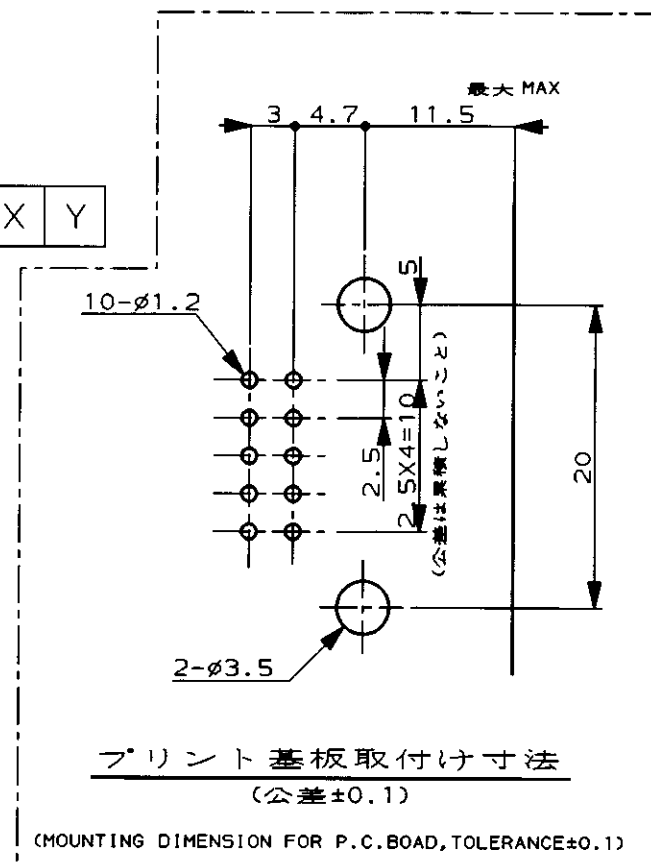 最大 MAX
3 4.7 11.5
X Y
5
10-ø1.2
2.5
2.5X4=10
(公差は累積しないこと)
20
2-ø3.5
プリント基板取付け寸法
(公差±0.1)
(MOUNTING DIMENSION FOR P.C.BOAD,TOLERANCE±0.1)